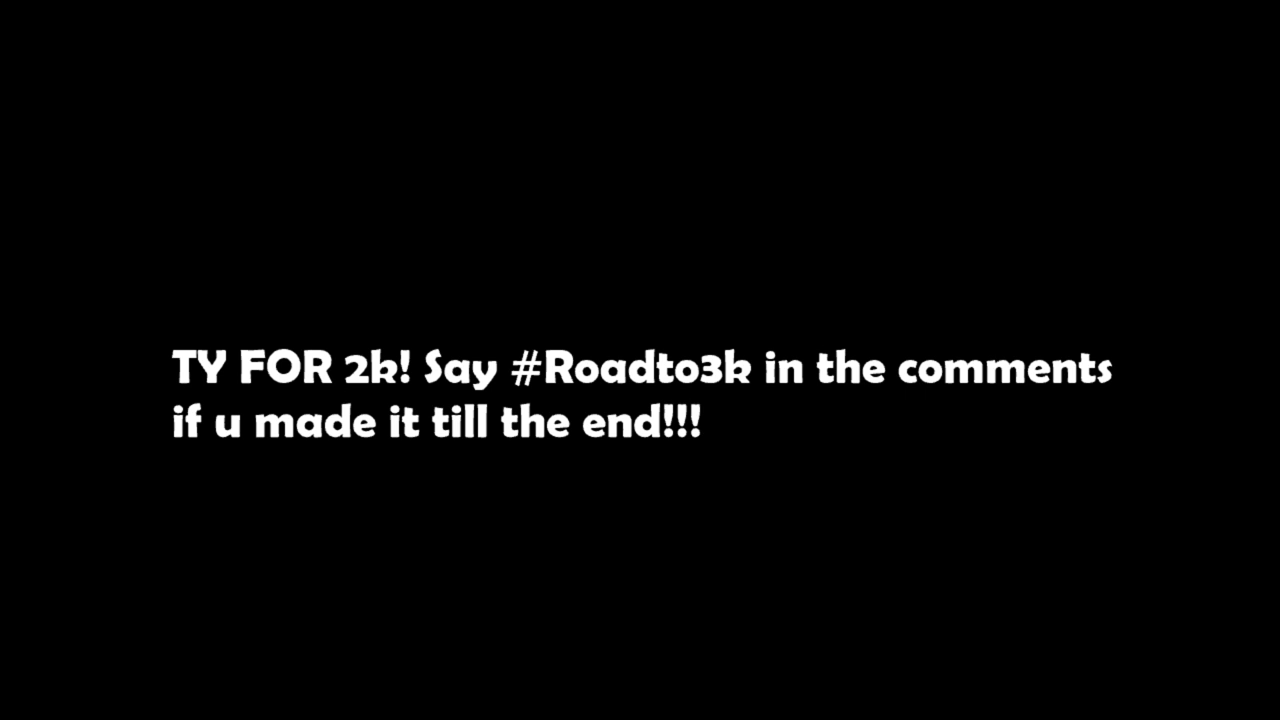 TY FOR 2k! Say #Roadto3k in the comments
if u made it till the end!!!